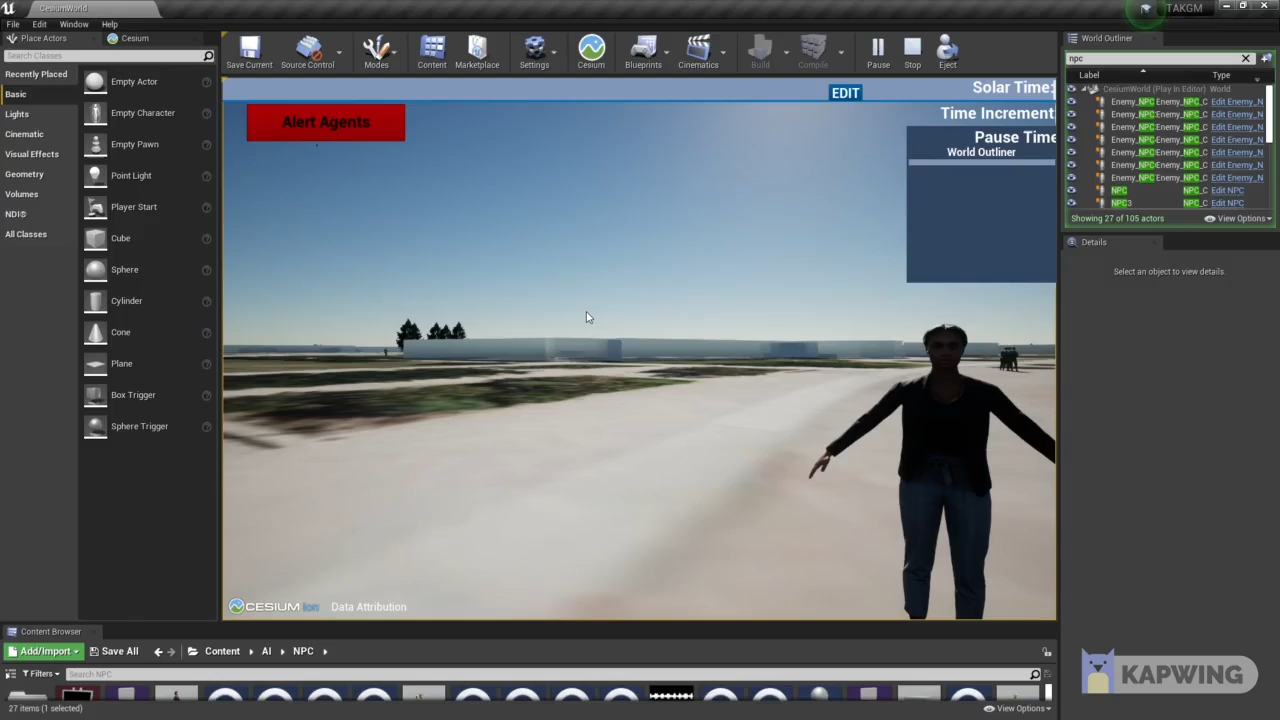 CesiumWorld
TAKGM
File Edit Window Help
Place Actors
Cesium
Search Classes
Recently Placed
Basic
Lights
Cinematic
Visual Effects
Geometry
Volumes
NDI®
All Classes
Empty Actor
Empty Character
Empty Pawn
Point Light
Player Start
Cube
Sphere
Cylinder
Cone
Plane
Box Trigger
Sphere Trigger
Save Current
Source Control
Modes
Content
Marketplace
Settings
Cesium
Blueprints
Cinematics
Build
Compile
Pause
Stop
Eject
Alert Agents
EDIT
Solar Time:
Time Increment
Pause Time
World Outliner
CESIUM ion Data Attribution
World Outliner
npc
Label Type
CesiumWorld (Play In Editor) World
Enemy_NPC Enemy_NPC_C Edit Enemy_N
Enemy_NPC Enemy_NPC_C Edit Enemy_N
Enemy_NPC Enemy_NPC_C Edit Enemy_N
Enemy_NPC Enemy_NPC_C Edit Enemy_N
Enemy_NPC Enemy_NPC_C Edit Enemy_N
Enemy_NPC Enemy_NPC_C Edit Enemy_N
Enemy_NPC Enemy_NPC_C Edit Enemy_N
NPC NPC_C Edit NPC
NPC3 NPC_C Edit NPC
Showing 27 of 105 actors
View Options
Details
Select an object to view details.
Content Browser
Add/Import
Save All
Content
AI
NPC
Filters
Search NPC
27 items (1 selected)
View Options
KAPWING